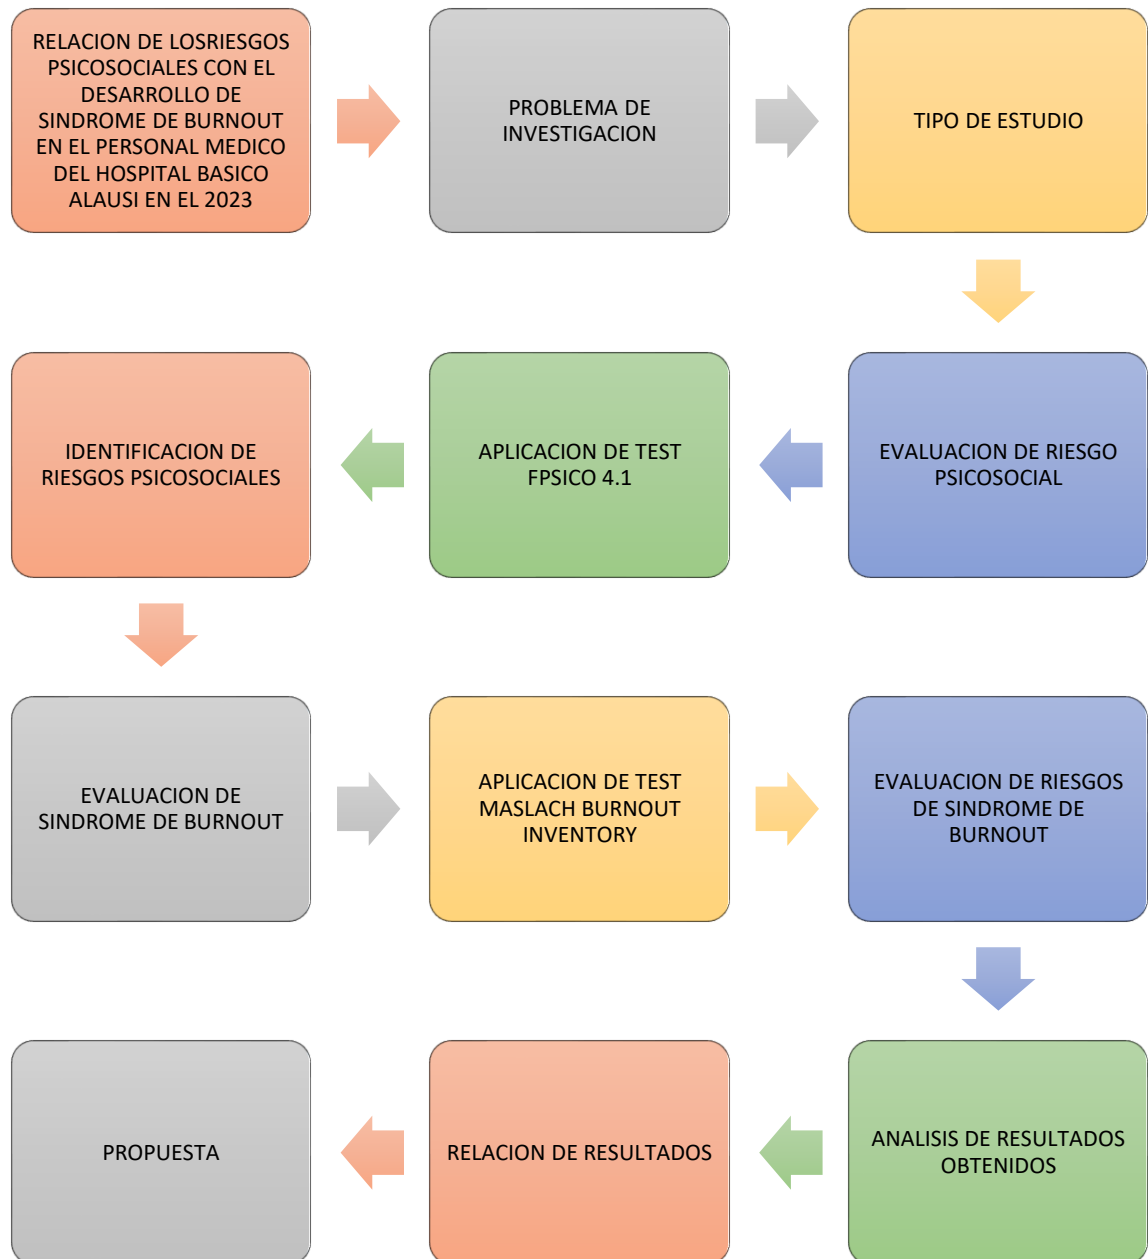 RELACION DE LOSRIESGOS
PSICOSOCIALES CON EL
DESARROLLO DE
SINDROME DE BURNOUT
EN EL PERSONAL MEDICO
DEL HOSPITAL BASICO
ALAUSI EN EL 2023
PROBLEMA DE
INVESTIGACION
TIPO DE ESTUDIO
EVALUACION DE RIESGO
PSICOSOCIAL
APLICACION DE TEST
FPSICO 4.1
IDENTIFICACION DE
RIESGOS PSICOSOCIALES
EVALUACION DE
SINDROME DE BURNOUT
APLICACION DE TEST
MASLACH BURNOUT
INVENTORY
EVALUACION DE RIESGOS
DE SINDROME DE
BURNOUT
ANALISIS DE RESULTADOS
OBTENIDOS
RELACION DE RESULTADOS
PROPUESTA